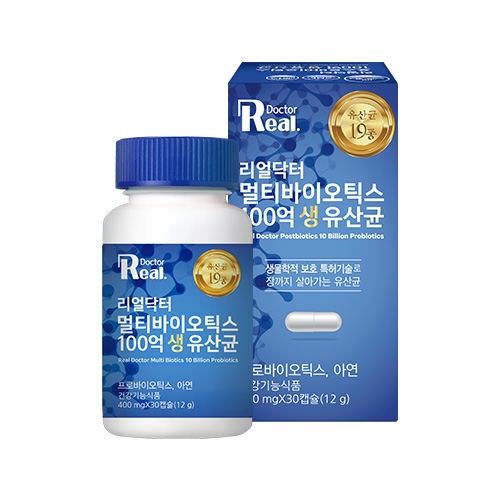 Doctor
Real.
유산균
19종
리얼닥터
멀티바이오틱스
100억 생 유산균
l Doctor Postbiotics 10 Billion Probiotics
생물학적 보호 특허기술로
장까지 살아가는 유산균
로바이오틱스, 아연
강기능식품
0 mgX30캡슐(12 g)
Doctor
Real.
유산균
19종
리얼닥터
멀티바이오틱스
100억 생 유산균
Real Doctor Multi Biotics 10 Billion Probiotics
프로바이오틱스, 아연
건강기능식품
400 mgX30캡슐(12 g)